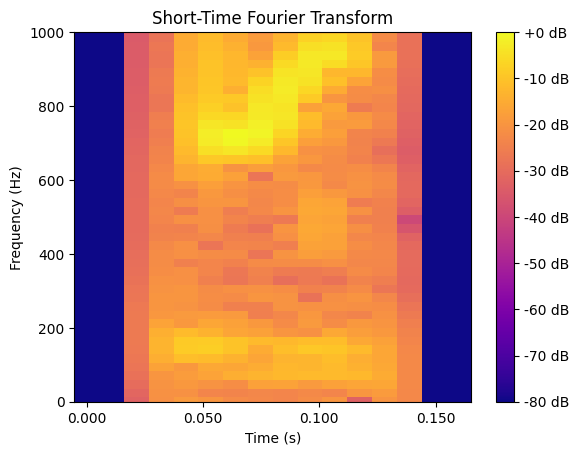 Short-Time Fourier Transform
1000
800
600
400
200
0
Frequency (Hz)
0.000
0.050
0.100
0.150
Time (s)
+0 dB
-10 dB
-20 dB
-30 dB
-40 dB
-50 dB
-60 dB
-70 dB
-80 dB